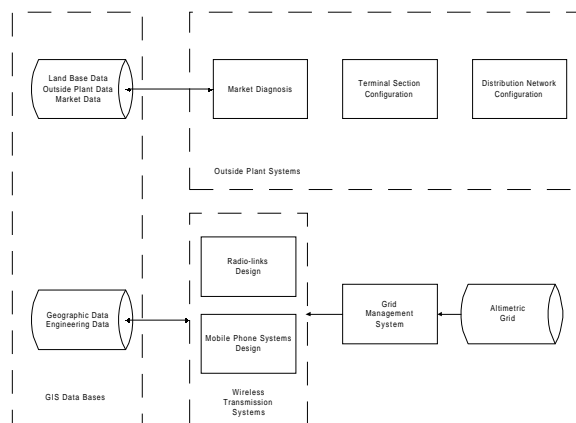 Land Base Data
Outside Plant Data
Market Data
Market Diagnosis
Terminal Section
Configuration
Distribution Network
Configuration
Outside Plant Systems
Radio-links
Design
Geographic Data
Engineering Data
Mobile Phone Systems
Design
Grid
Management
System
Altimetric
Grid
GIS Data Bases
Wireless
Transmission
Systems